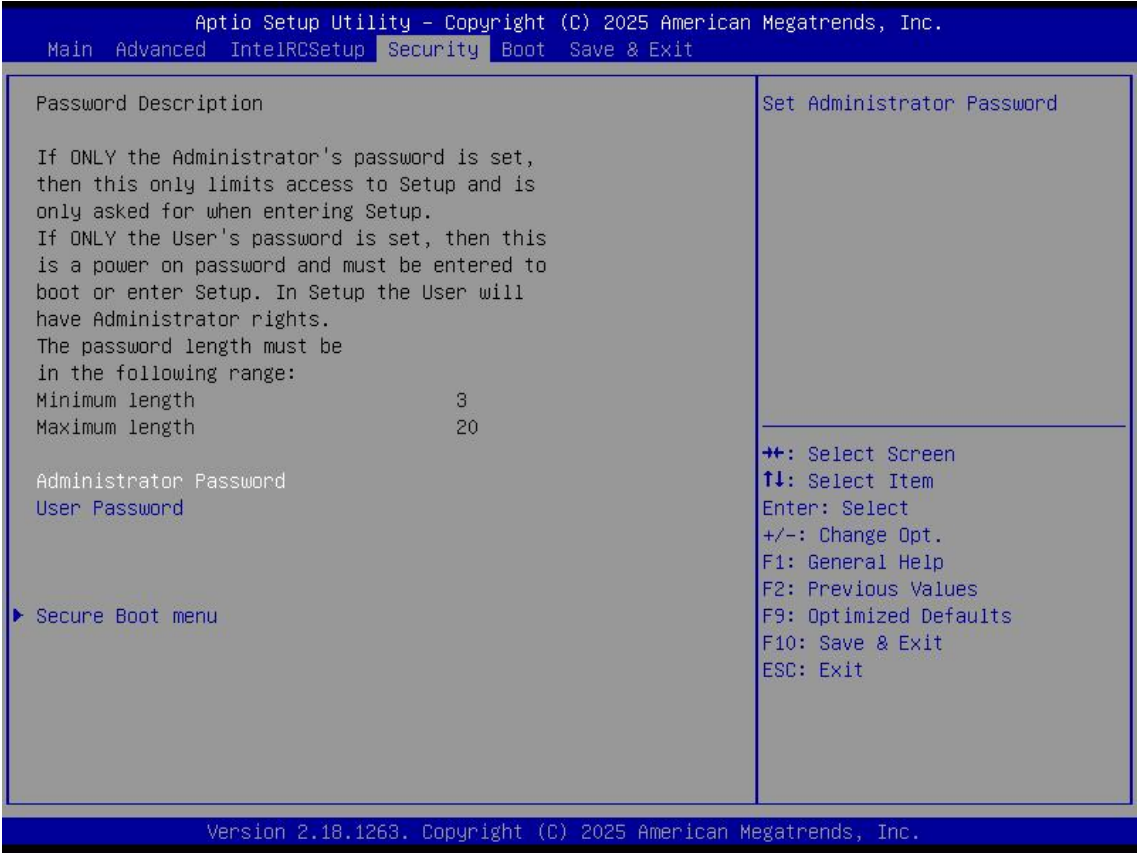 Aptio Setup Utility – Copyright (C) 2025 American Megatrends, Inc.
Main Advanced IntelRCSetup Security Boot Save & Exit
Password Description
If ONLY the Administrator's password is set,
then this only limits access to Setup and is
only asked for when entering Setup.
If ONLY the User's password is set, then this
is a power on password and must be entered to
boot or enter Setup. In Setup the User will
have Administrator rights.
The password length must be
in the following range:
Minimum length 3
Maximum length 20
Administrator Password
User Password
Secure Boot menu
Set Administrator Password
→←: Select Screen
↑↓: Select Item
Enter: Select
+/-: Change Opt.
F1: General Help
F2: Previous Values
F9: Optimized Defaults
F10: Save & Exit
ESC: Exit
Version 2.18.1263. Copyright (C) 2025 American Megatrends, Inc.